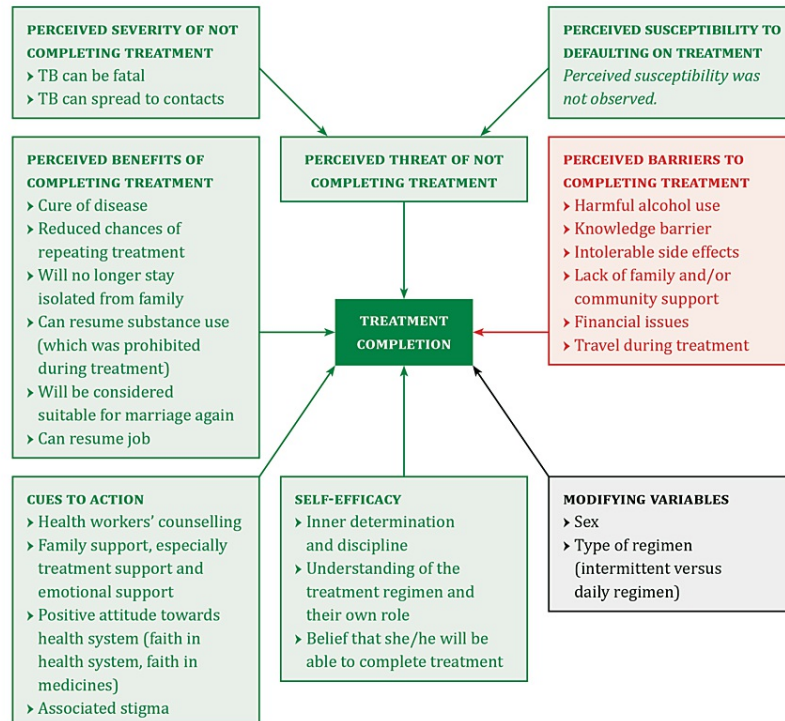 PERCEIVED SEVERITY OF NOT
COMPLETING TREATMENT
➤ TB can be fatal
➤ TB can spread to contacts
PERCEIVED SUSCEPTIBILITY TO
DEFAULTING ON TREATMENT
Perceived susceptibility was
not observed.
PERCEIVED BENEFITS OF
COMPLETING TREATMENT
➤ Cure of disease
➤ Reduced chances of
repeating treatment
➤ Will no longer stay
isolated from family
➤ Can resume substance use
(which was prohibited
during treatment)
➤ Will be considered
suitable for marriage again
➤ Can resume job
PERCEIVED THREAT OF NOT
COMPLETING TREATMENT
PERCEIVED BARRIERS TO
COMPLETING TREATMENT
➤ Harmful alcohol use
➤ Knowledge barrier
➤ Intolerable side effects
➤ Lack of family and/or
community support
➤ Financial issues
➤ Travel during treatment
TREATMENT
COMPLETION
CUES TO ACTION
➤ Health workers' counselling
➤ Family support, especially
treatment support and
emotional support
➤ Positive attitude towards
health system (faith in
health system, faith in
medicines)
➤ Associated stigma
SELF-EFFICACY
➤ Inner determination
and discipline
➤ Understanding of the
treatment regimen and
their own role
➤ Belief that she/he will be
able to complete treatment
MODIFYING VARIABLES
➤ Sex
➤ Type of regimen
(intermittent versus
daily regimen)